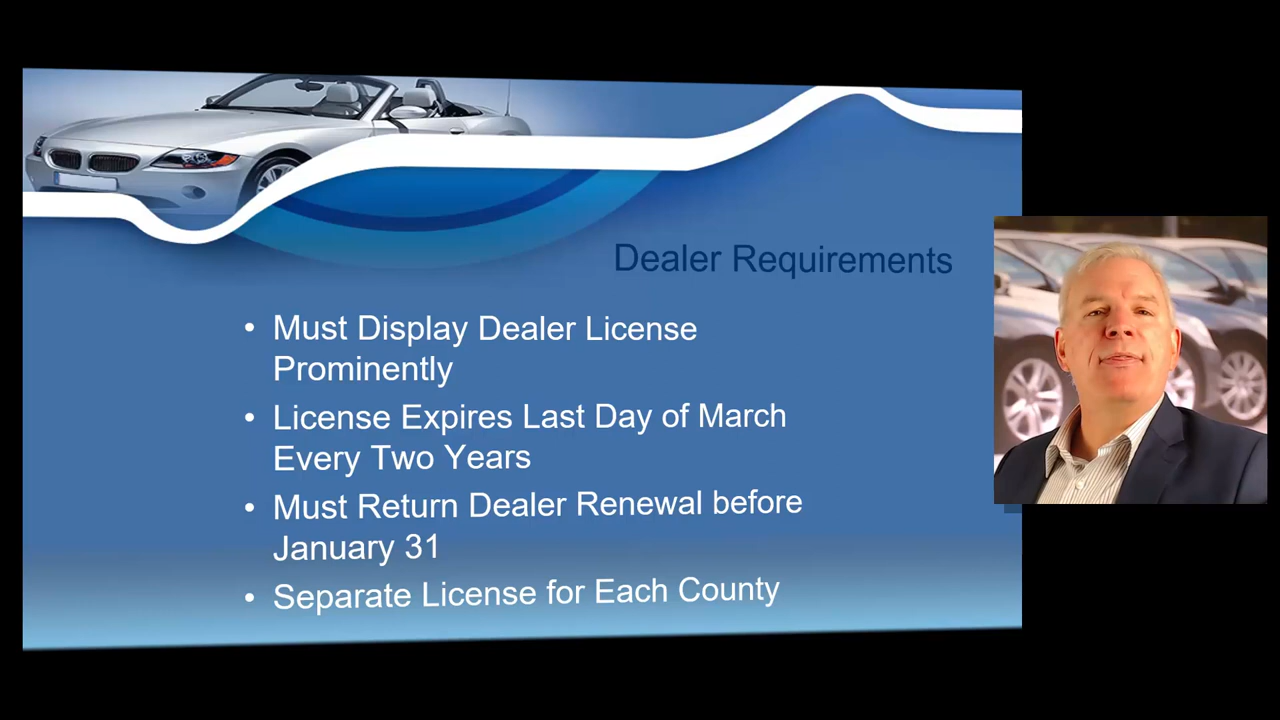 Dealer Requirements
• Must Display Dealer License
Prominently
• License Expires Last Day of March
Every Two Years
• Must Return Dealer Renewal before
January 31
• Separate License for Each County